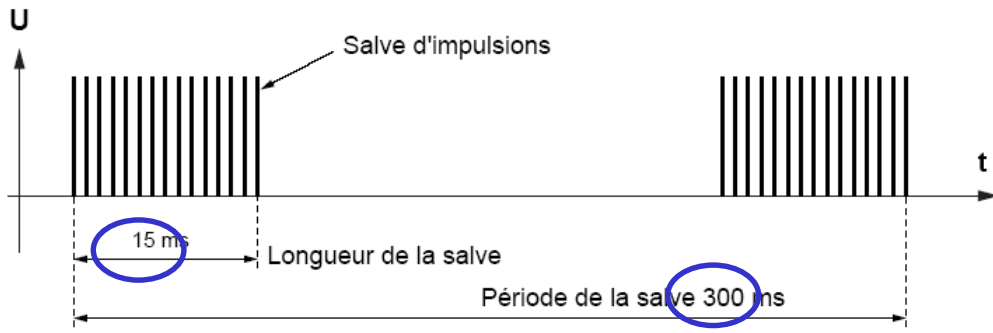 U
Salve d'impulsions
t
15 ms
Longueur de la salve
Période de la salve 300 ms